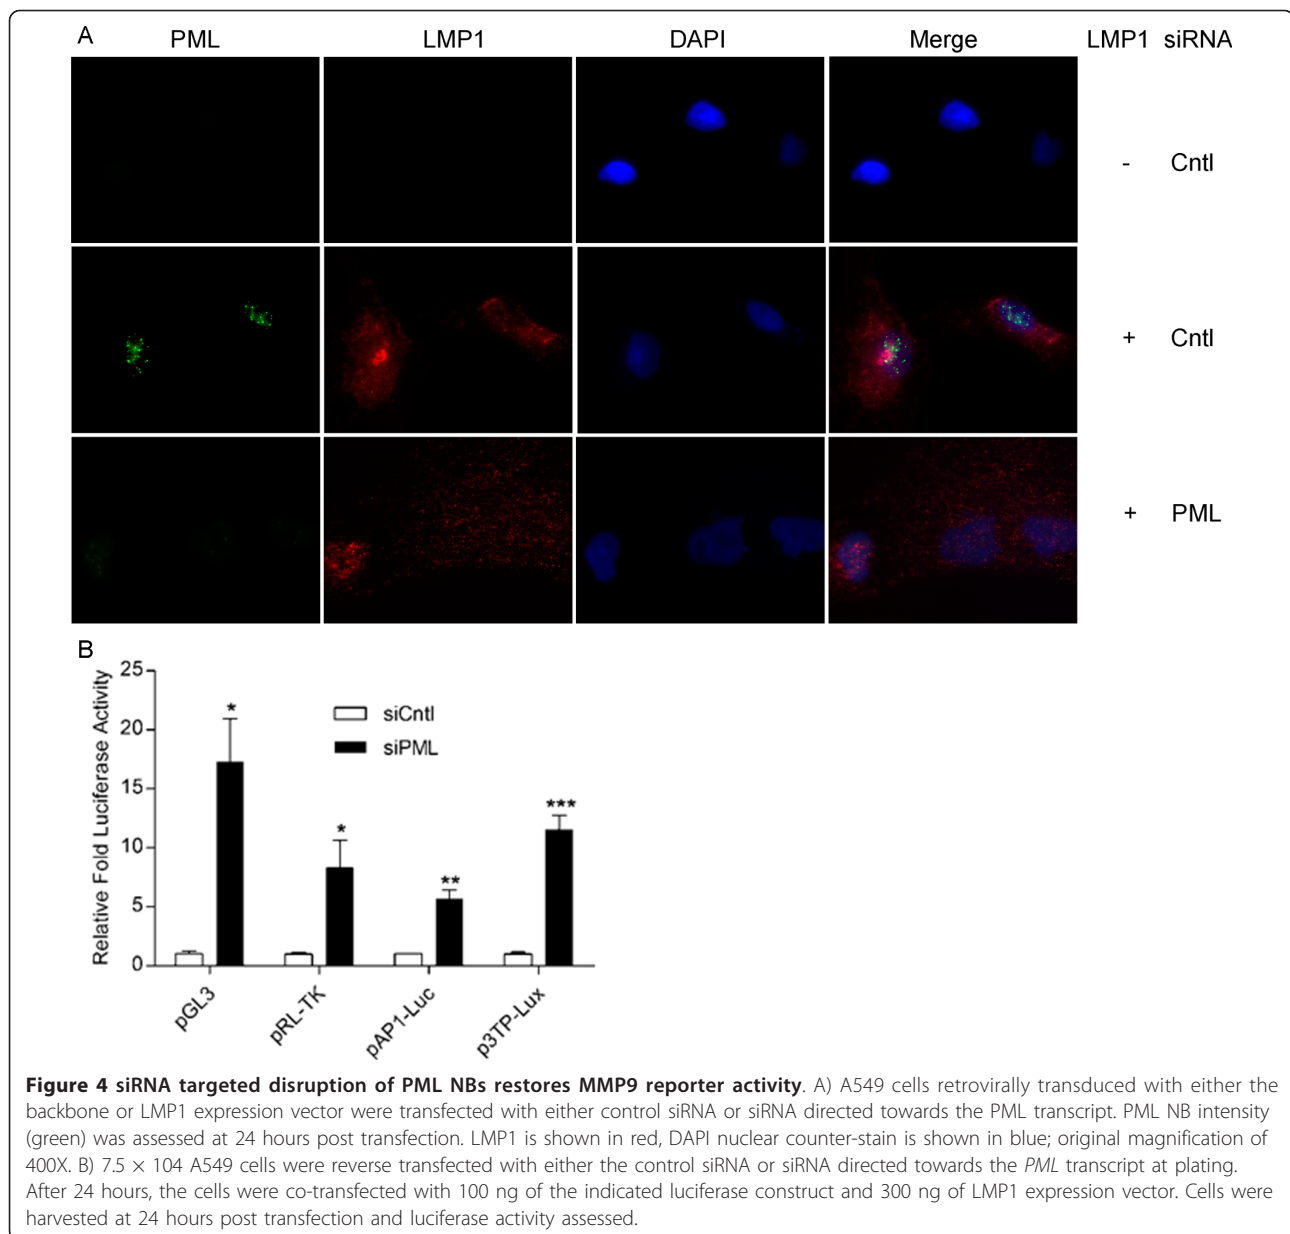 A
PML LMP1 DAPI Merge LMP1 siRNA
- Cntl
+ Cntl
+ PML
B
Relative Fold Luciferase Activity
25
20
15
10
5
0
siCntl
siPML
*
*
**
***
pGL3
pRL-TK
pAP1-Luc
p3TP-Lux
Figure 4 siRNA targeted disruption of PML NBs restores MMP9 reporter activity. A) A549 cells retrovirally transduced with either the
backbone or LMP1 expression vector were transfected with either control siRNA or siRNA directed towards the PML transcript. PML NB intensity
(green) was assessed at 24 hours post transfection. LMP1 is shown in red, DAPI nuclear counter-stain is shown in blue; original magnification of
400X. B) 7.5 × 104 A549 cells were reverse transfected with either the control siRNA or siRNA directed towards the PML transcript at plating.
After 24 hours, the cells were co-transfected with 100 ng of the indicated luciferase construct and 300 ng of LMP1 expression vector. Cells were
harvested at 24 hours post transfection and luciferase activity assessed.